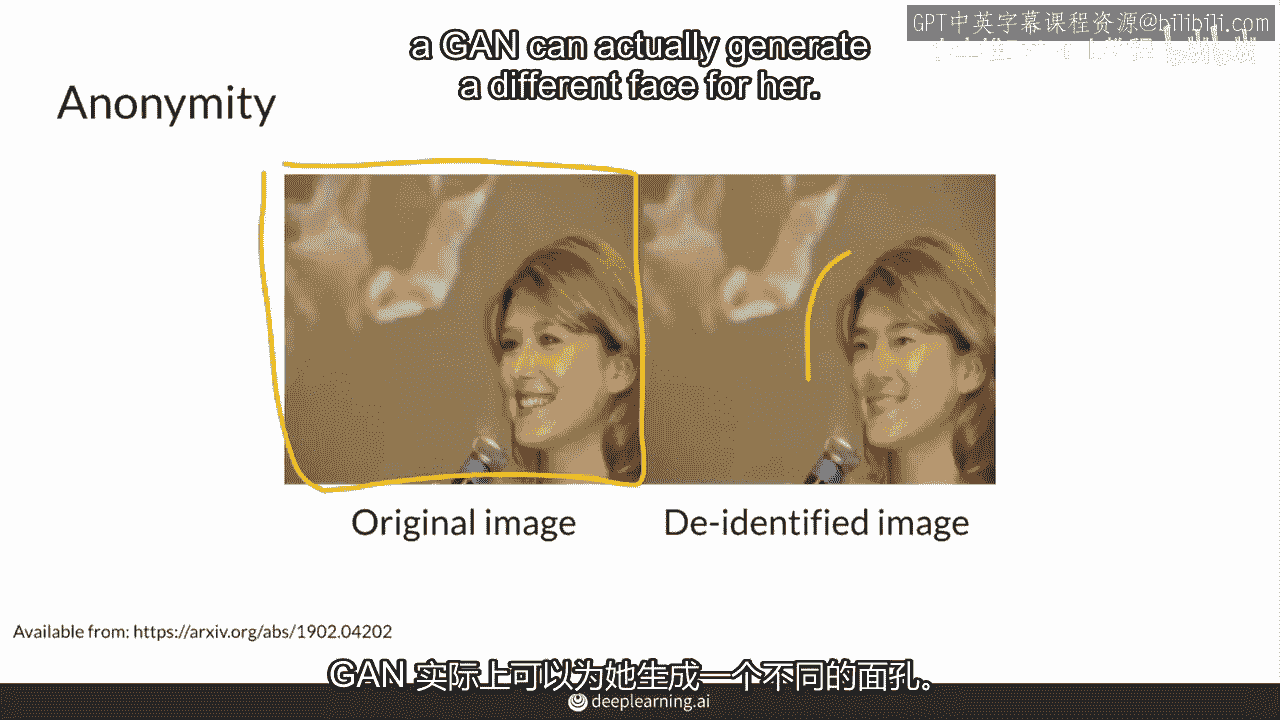 GPT中英字幕课程资源@bilibili.com
a GAN can actually generate
a different face for her.
Anonymity
Original image
De-identified image
Available from: https://arxiv.org/abs/1902.04202
GAN 实际上可以为她生成一个不同的面孔。
deeplearning.ai